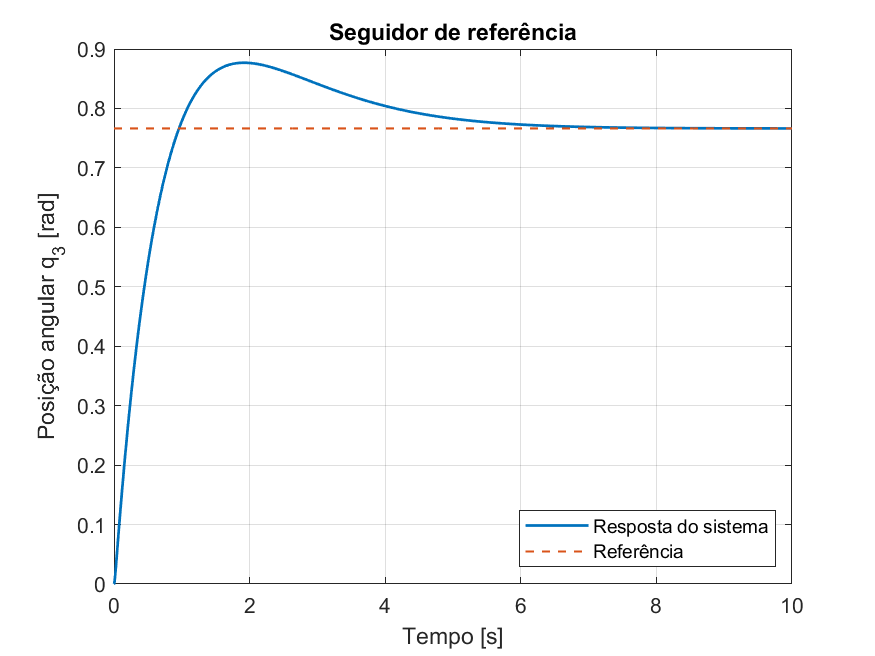 Seguidor de referência
0.9
0.8
0.7
0.6
0.5
0.4
0.3
0.2
0.1
0
Posição angular q3 [rad]
Resposta do sistema
Referência
0 2 4 6 8 10
Tempo [s]